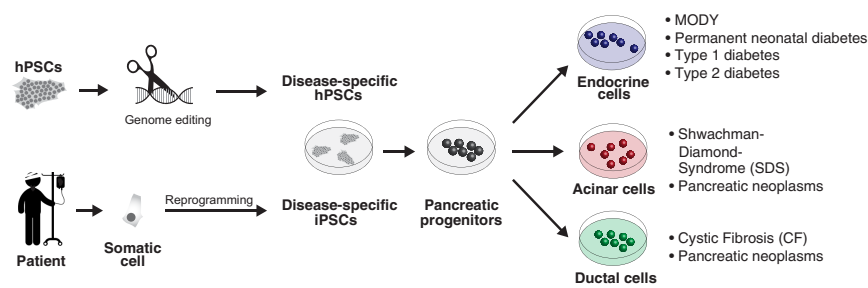 hPSCs
Genome editing
Disease-specific
hPSCs
Patient
Somatic
cell
Reprogramming
Disease-specific
iPSCs
Pancreatic
progenitors
Endocrine
cells
• MODY
• Permanent neonatal diabetes
• Type 1 diabetes
• Type 2 diabetes
Acinar cells
• Shwachman-
Diamond-
Syndrome (SDS)
• Pancreatic neoplasms
Ductal cells
• Cystic Fibrosis (CF)
• Pancreatic neoplasms